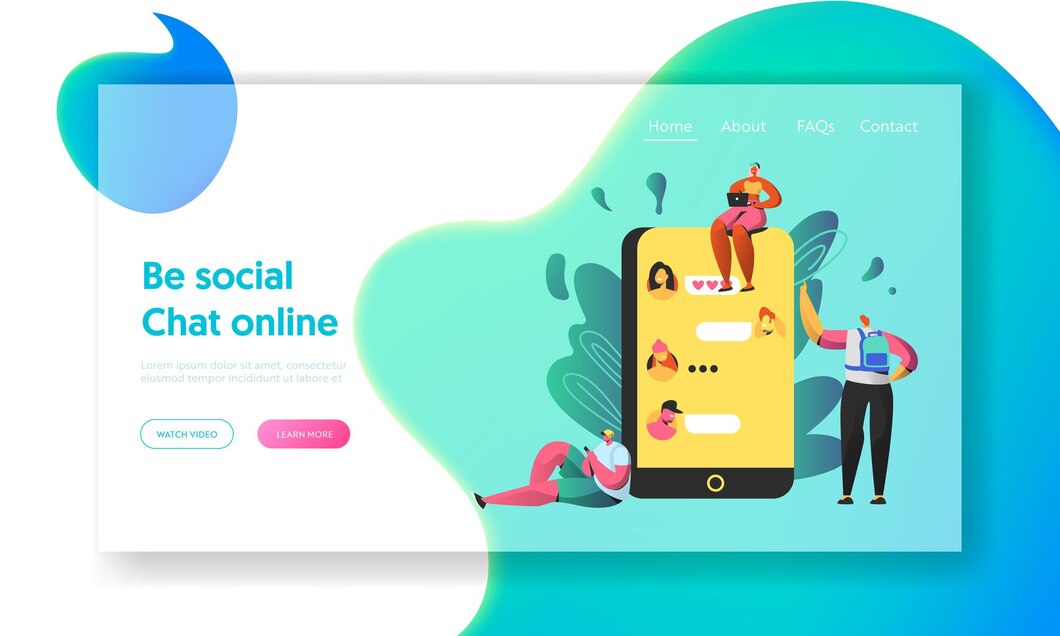 Home About FAQs Contact
Be social
Chat online
Lorem ipsum dolor sit amet, consectetur
eiusmod tempor incididunt ut labore et
WATCH VIDEO LEARN MORE